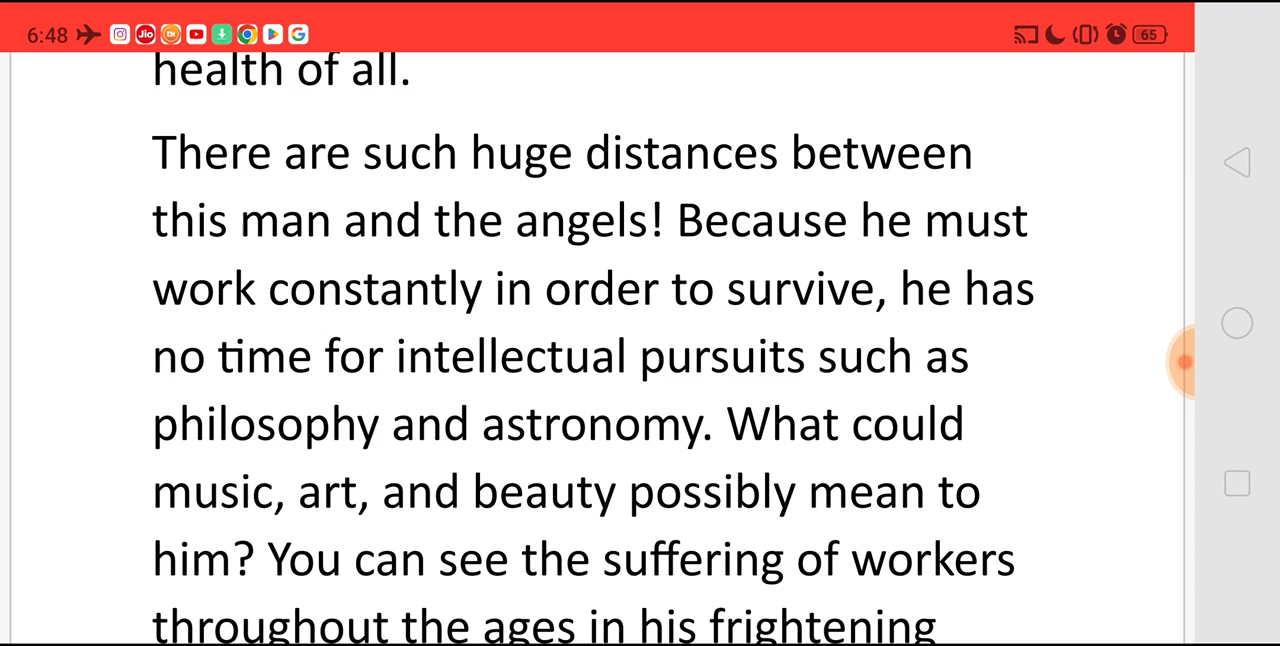 6:48
Jio
65
health of all.
There are such huge distances between
this man and the angels! Because he must
work constantly in order to survive, he has
no time for intellectual pursuits such as
philosophy and astronomy. What could
music, art, and beauty possibly mean to
him? You can see the suffering of workers
throughout the ages in his frightening